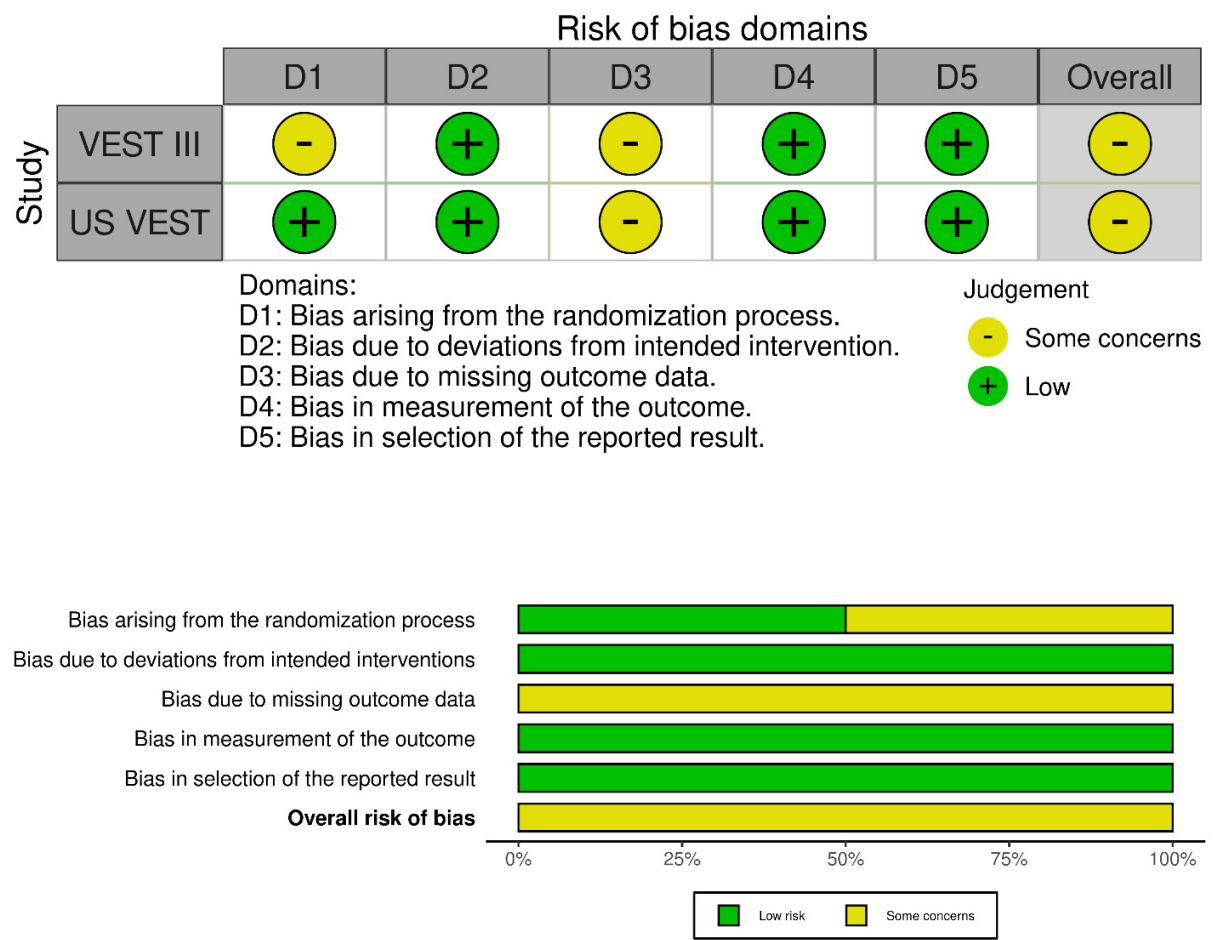 Risk of bias domains
D1 D2 D3 D4 D5 Overall
Study
VEST III - + - + + -
US VEST + + - + + -
Domains:
D1: Bias arising from the randomization process.
D2: Bias due to deviations from intended intervention.
D3: Bias due to missing outcome data.
D4: Bias in measurement of the outcome.
D5: Bias in selection of the reported result.
Judgement
- Some concerns
+ Low
Bias arising from the randomization process
Bias due to deviations from intended interventions
Bias due to missing outcome data
Bias in measurement of the outcome
Bias in selection of the reported result
Overall risk of bias
0% 25% 50% 75% 100%
Low risk Some concerns